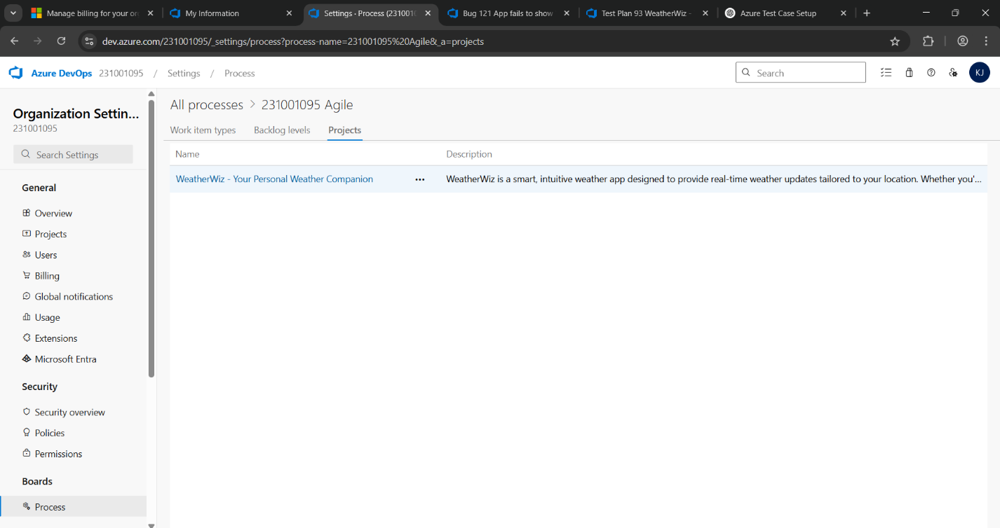 Manage billing for your or
My Information
Settings · Process (231001
Bug 121 App fails to show
Test Plan 93 WeatherWiz -
Azure Test Case Setup
dev.azure.com/231001095/_settings/process?process-name=231001095%20Agile&_a=projects
Azure DevOps 231001095 / Settings / Process
Search
KJ
Organization Settin...
231001095
Search Settings
General
Overview
Projects
Users
Billing
Global notifications
Usage
Extensions
Microsoft Entra
Security
Security overview
Policies
Permissions
Boards
Process
All processes > 231001095 Agile
Work item types Backlog levels Projects
Name Description
WeatherWiz - Your Personal Weather Companion ... WeatherWiz is a smart, intuitive weather app designed to provide real-time weather updates tailored to your location. Whether you'...